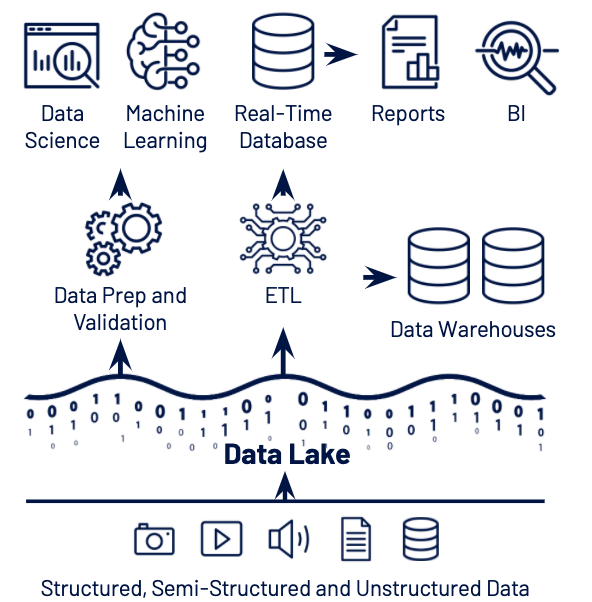 Data
Science
Machine
Learning
Real-Time
Database
Reports
BI
Data Prep and
Validation
ETL
Data Warehouses
Data Lake
Structured, Semi-Structured and Unstructured Data